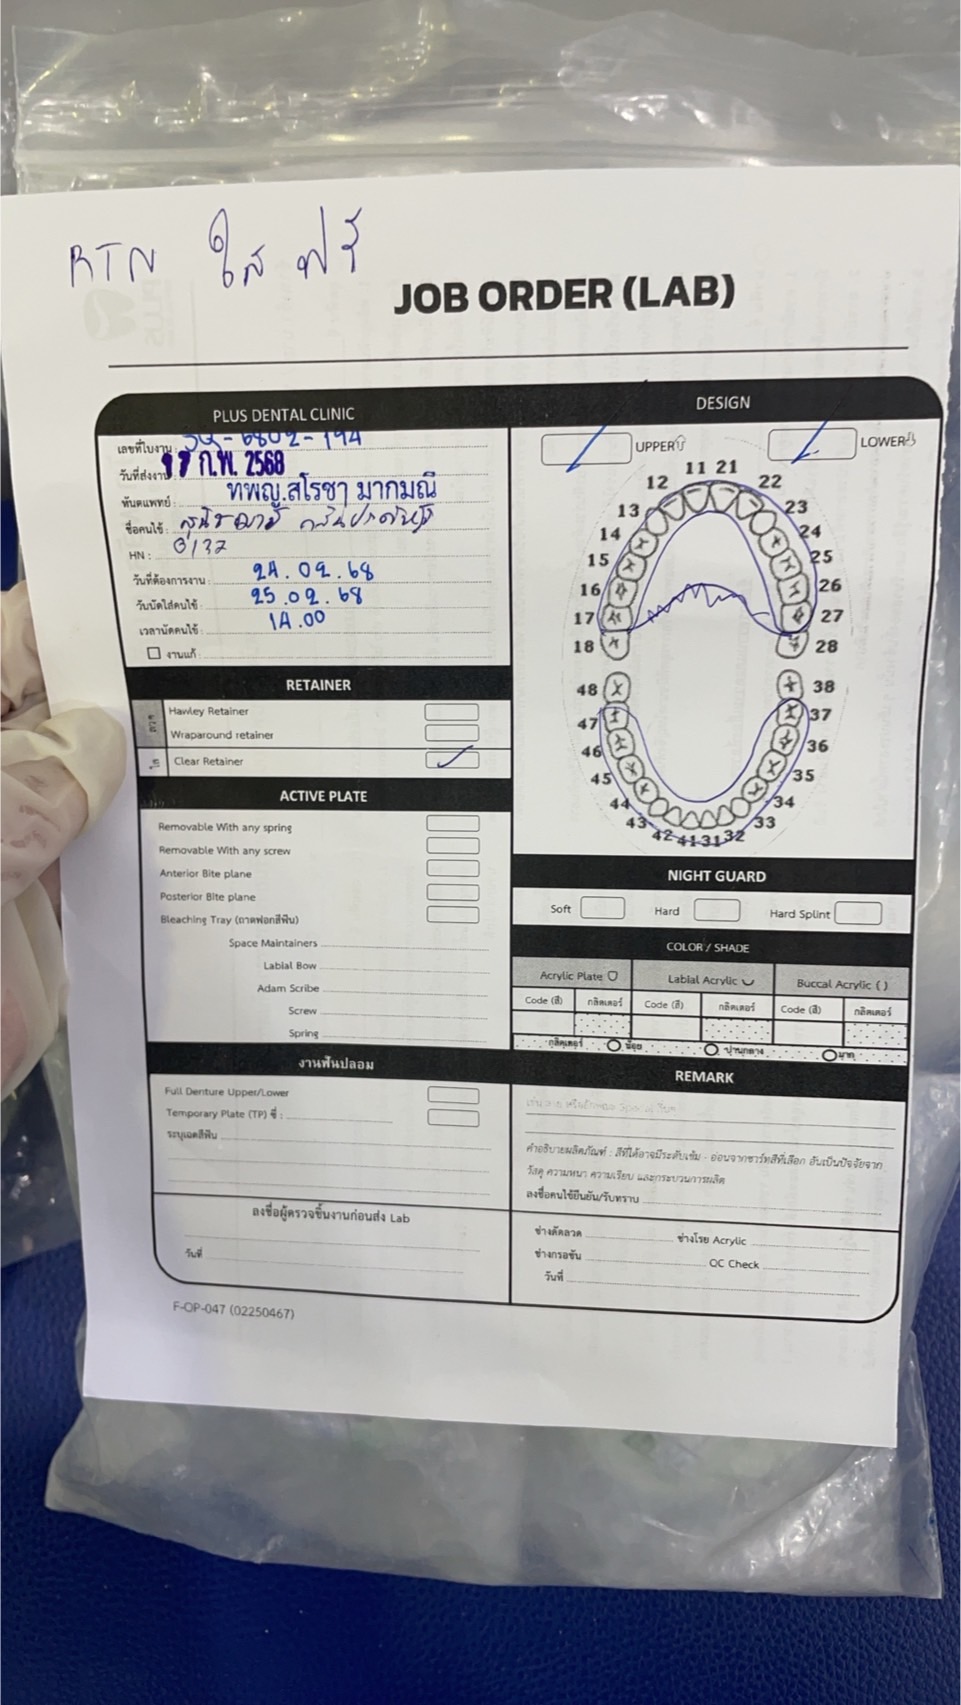 RTN ใส ฟรี
JOB ORDER (LAB)
PLUS DENTAL CLINIC
เลขที่ใบงาน : -6802-194
วันที่ส่งงาน ก.พ. 2568
ทันตแพทย์ : ทพญ.สโรชา มากมณี
ชื่อคนไข้ :
HN : 0132
วันที่ต้องการงาน : 24.02.68
วันนัดใส่คนไข้ : 25.02.68
เวลานัดคนไข้ : 14.00
งานแก้ :
RETAINER
ลวด
Hawley Retainer
Wraparound retainer
ใส
Clear Retainer
ACTIVE PLATE
Removable With any spring
Removable With any screw
Anterior Bite plane
Posterior Bite plane
Bleaching Tray (ถาดฟอกสีฟัน)
Space Maintainers
Labial Bow
Adam Scribe
Screw
Spring
งานฟันปลอม
Full Denture Upper/Lower
Temporary Plate (TP) ซี่ :
ระบุเฉดสีฟัน
ลงชื่อผู้ตรวจชิ้นงานก่อนส่ง Lab
วันที่
F-OP-047 (02250467)
DESIGN
UPPER LOWER
11 21
12 22
13 23
14 24
15 25
16 26
17 27
18 28
48 38
47 37
46 36
45 35
44 34
43 33
42 41 31 32
NIGHT GUARD
Soft Hard Hard Splint
COLOR / SHADE
Acrylic Plate Labial Acrylic Buccal Acrylic ( )
Code (สี) กลิตเตอร์ Code (สี) กลิตเตอร์ Code (สี) กลิตเตอร์
กลิตเตอร์ น้อย ปานกลาง มาก
REMARK
คำอธิบายผลิตภัณฑ์ : สีที่ได้อาจมีระดับเข้ม - อ่อนจากชาร์ทสีที่เลือก อันเป็นปัจจัยจาก
วัสดุ ความหนา ความเรียบ และกระบวนการผลิต
ลงชื่อคนไข้ยืนยัน/รับทราบ
ช่างดัดลวด ช่างโรย Acrylic
ช่างกรอขัน QC Check
วันที่